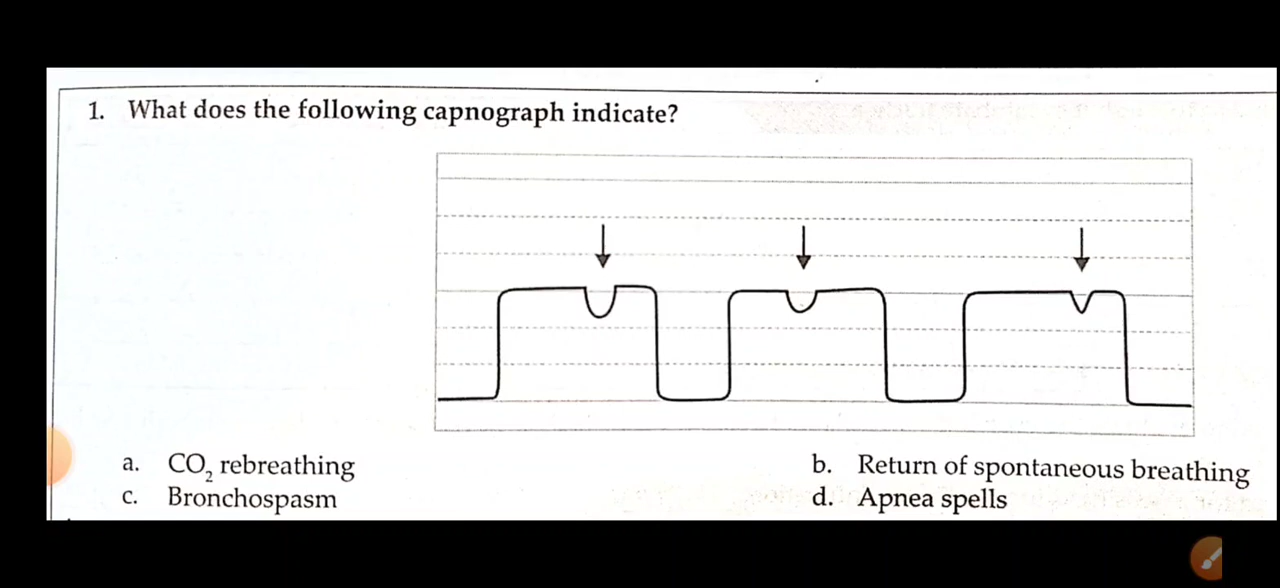 1. What does the following capnograph indicate?
a. CO₂ rebreathing
b. Return of spontaneous breathing
c. Bronchospasm
d. Apnea spells